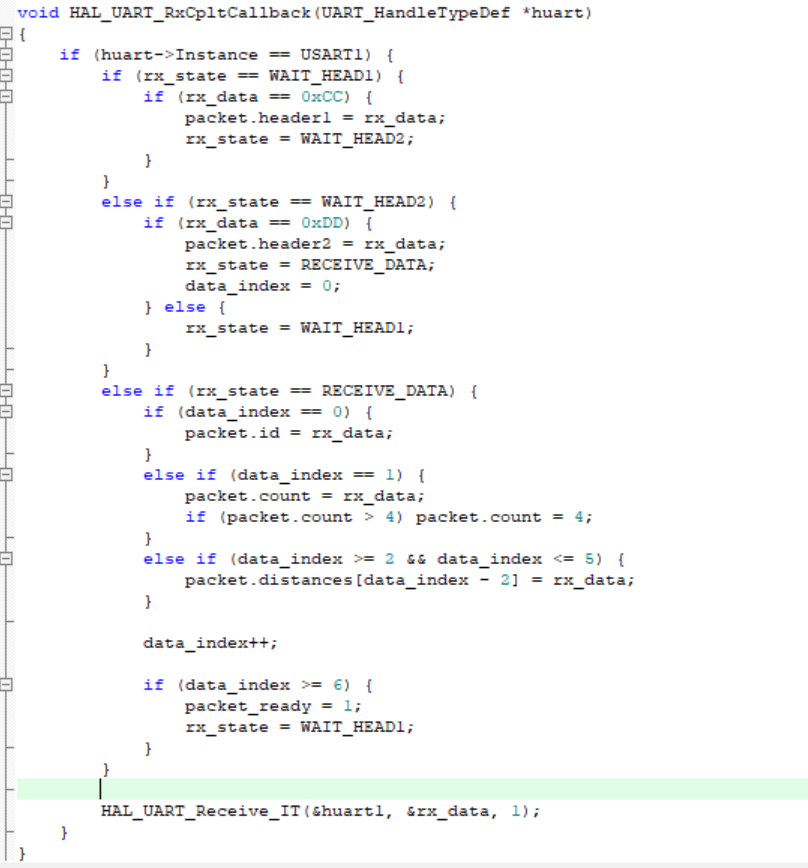 void HAL_UART_RxCpltCallback(UART_HandleTypeDef *huart)
{
    if (huart->Instance == USART1) {
        if (rx_state == WAIT_HEAD1) {
            if (rx_data == 0xCC) {
                packet.header1 = rx_data;
                rx_state = WAIT_HEAD2;
            }
        }
        else if (rx_state == WAIT_HEAD2) {
            if (rx_data == 0xDD) {
                packet.header2 = rx_data;
                rx_state = RECEIVE_DATA;
                data_index = 0;
            } else {
                rx_state = WAIT_HEAD1;
            }
        }
        else if (rx_state == RECEIVE_DATA) {
            if (data_index == 0) {
                packet.id = rx_data;
            }
            else if (data_index == 1) {
                packet.count = rx_data;
                if (packet.count > 4) packet.count = 4;
            }
            else if (data_index >= 2 && data_index <= 5) {
                packet.distances[data_index - 2] = rx_data;
            }

            data_index++;

            if (data_index >= 6) {
                packet_ready = 1;
                rx_state = WAIT_HEAD1;
            }
        }

        HAL_UART_Receive_IT(&huart1, &rx_data, 1);
    }
}